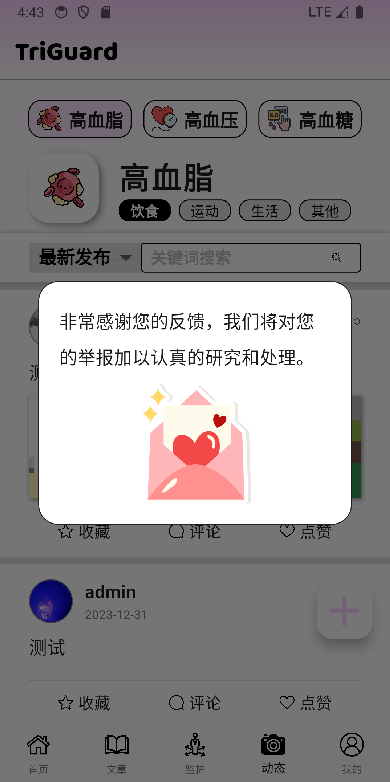 4:43 LTE
TriGuard
高血脂 高血压 高血糖
高血脂
饮食 运动 生活 其他
最新发布 关键词搜索
非常感谢您的反馈，我们将对您
的举报加以认真的研究和处理。
收藏 评论 点赞
admin
2023-12-31
测试
收藏 评论 点赞
首页 文章 监护 动态 我的